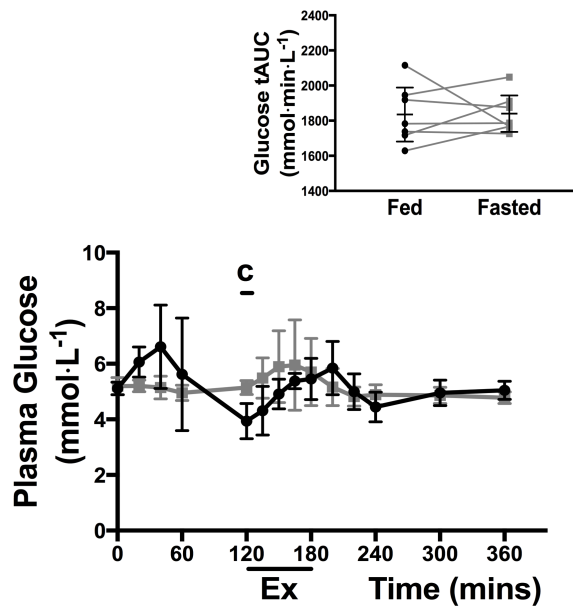 Glucose tAUC
(mmol·min·L⁻¹)
2400
2200
2000
1800
1600
1400
Fed
Fasted
Plasma Glucose
(mmol·L⁻¹)
10
8
6
4
2
0
c
0
60
120
180
240
300
360
Ex
Time (mins)